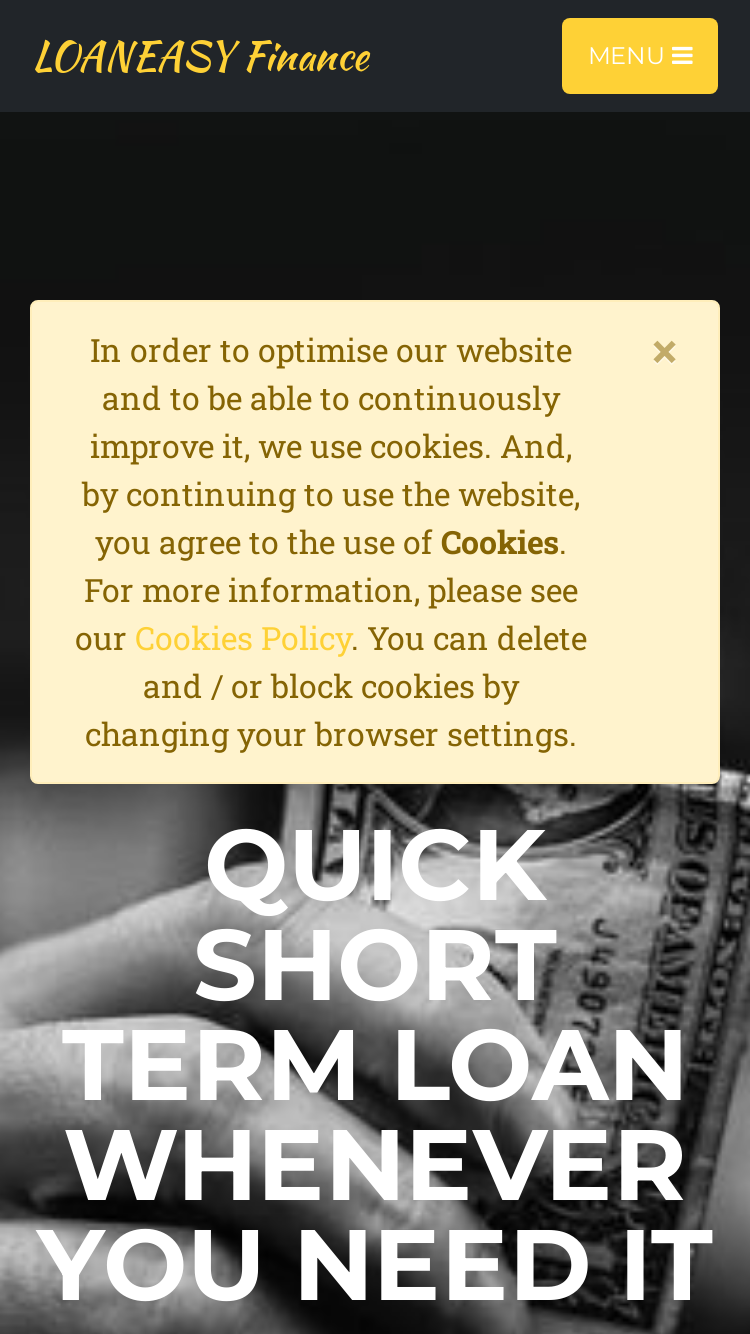 LOANEASY Finance
MENU
In order to optimise our website
and to be able to continuously
improve it, we use cookies. And,
by continuing to use the website,
you agree to the use of Cookies.
For more information, please see
our Cookies Policy. You can delete
and / or block cookies by
changing your browser settings.
×
QUICK
SHORT
TERM LOAN
WHENEVER
YOU NEED IT